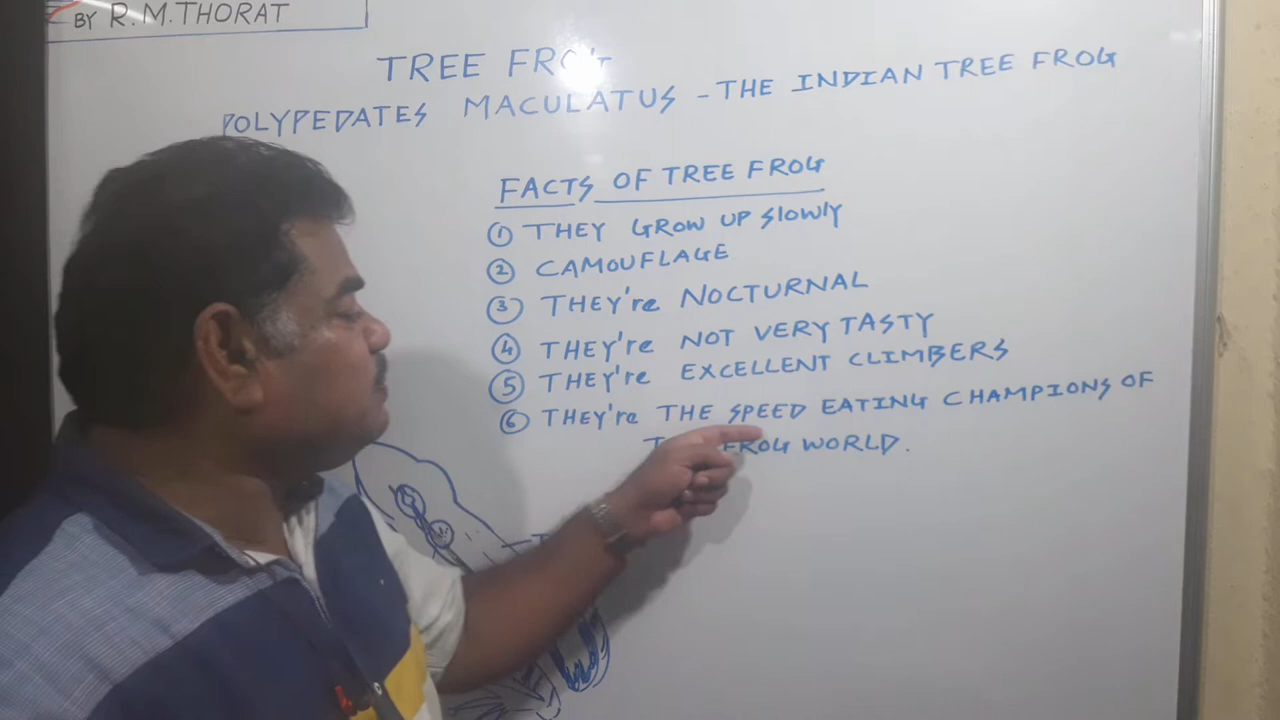 BY R.M.THORAT
TREE FROG
POLYPEDATES MACULATUS - THE INDIAN TREE FROG
FACTS OF TREE FROG
① THEY GROW UP SlOWly
② CAMOUFLAGE
③ THEY're NOCTURNAL
④ THEY're NOT VERY TASTY
⑤ THEY're EXCELLENT CLIMBERS
⑥ THEY're THE SPEED EATING CHAMPIONS OF
FROG WORLD.